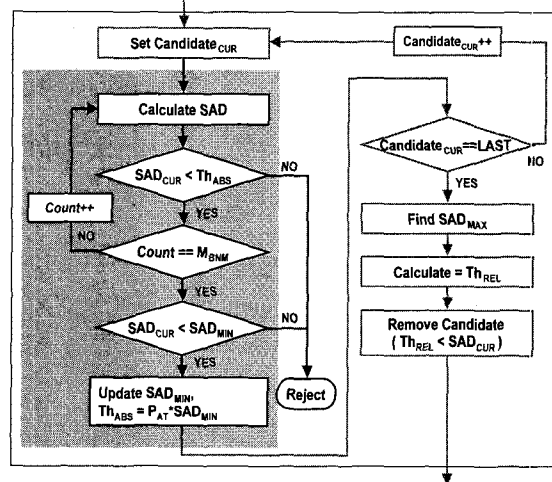 Set Candidate_CUR
Candidate_CUR++
Calculate SAD
SAD_CUR < Th_ABS
NO
Candidate_CUR==LAST
NO
YES
Count++
YES
NO
Count == M_BNM
Find SAD_MAX
YES
Calculate = Th_REL
SAD_CUR < SAD_MIN
NO
Remove Candidate
( Th_REL < SAD_CUR )
YES
Update SAD_MIN,
Th_ABS = P_AT*SAD_MIN
Reject